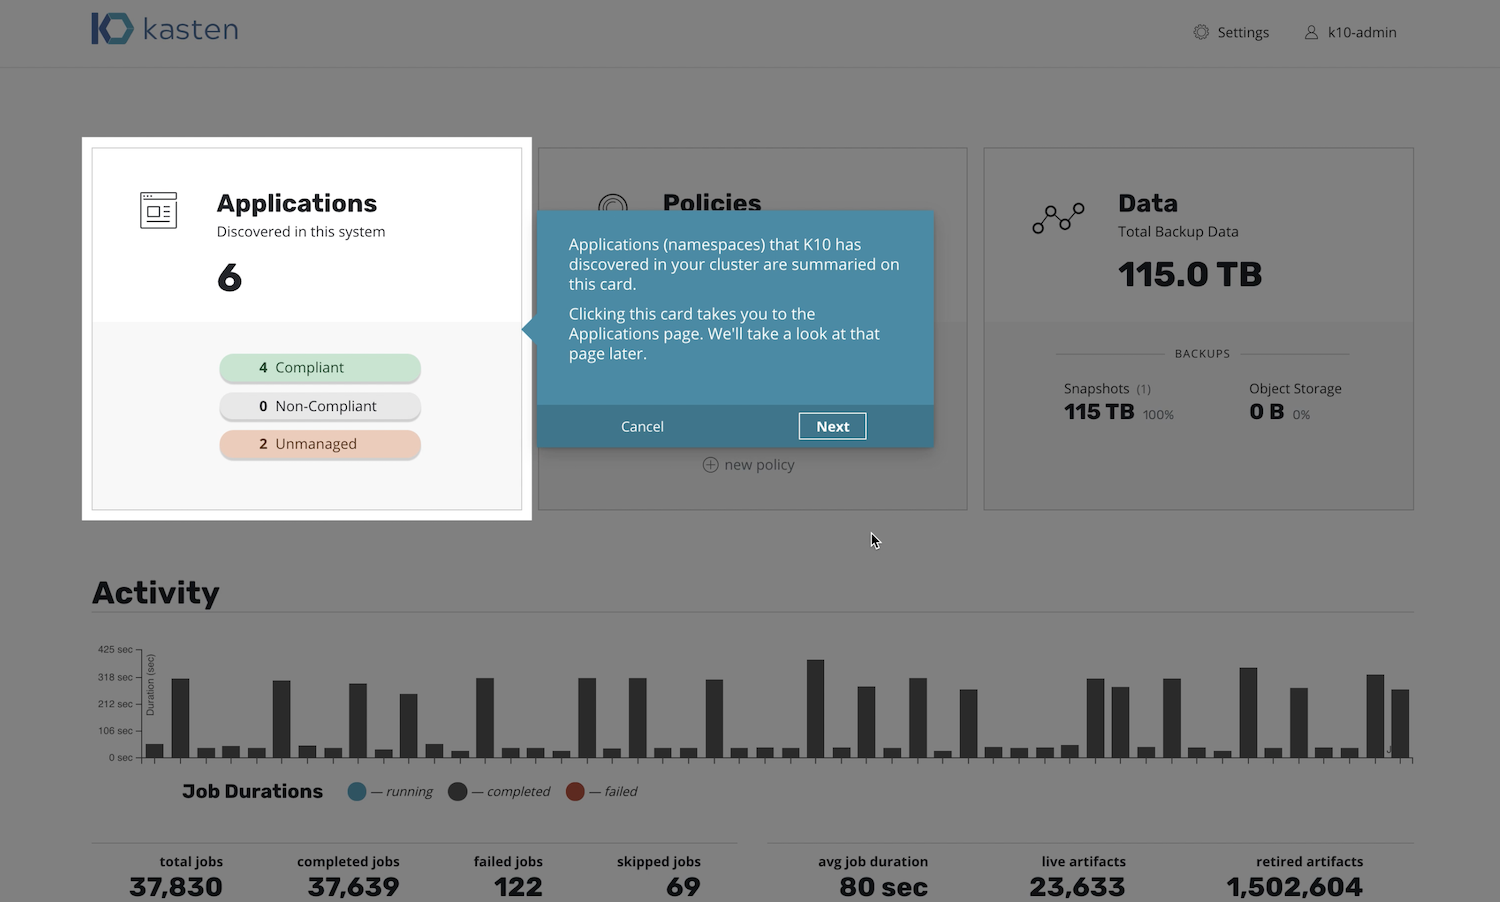 kasten
Settings
k10-admin
Applications
Discovered in this system
6
4 Compliant
0 Non-Compliant
2 Unmanaged
Policies
Applications (namespaces) that K10 has
discovered in your cluster are summaried on
this card.
Clicking this card takes you to the
Applications page. We'll take a look at that
page later.
Cancel
Next
new policy
Data
Total Backup Data
115.0 TB
BACKUPS
Snapshots (1)
115 TB 100%
Object Storage
0 B 0%
Activity
425 sec
318 sec
212 sec
106 sec
0 sec
Duration (sec)
J
Job Durations
— running
— completed
— failed
total jobs
37,830
completed jobs
37,639
failed jobs
122
skipped jobs
69
avg job duration
80 sec
live artifacts
23,633
retired artifacts
1,502,604